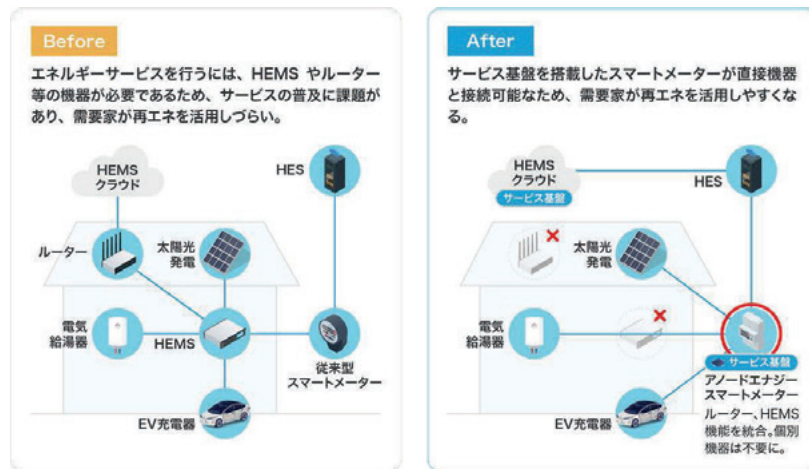 Before
エネルギーサービスを行うには、HEMS やルーター
等の機器が必要であるため、サービスの普及に課題が
あり、需要家が再エネを活用しづらい。
HEMS
クラウド
HES
ルーター
太陽光
発電
電気
給湯器
HEMS
従来型
スマートメーター
EV充電器
After
サービス基盤を搭載したスマートメーターが直接機器
と接続可能なため、需要家が再エネを活用しやすくな
る。
HEMS
クラウド
サービス基盤
HES
太陽光
発電
電気
給湯器
サービス基盤
アノードエナジー
スマートメーター
ルーター、HEMS
機能を統合。個別
機器は不要に。
EV充電器